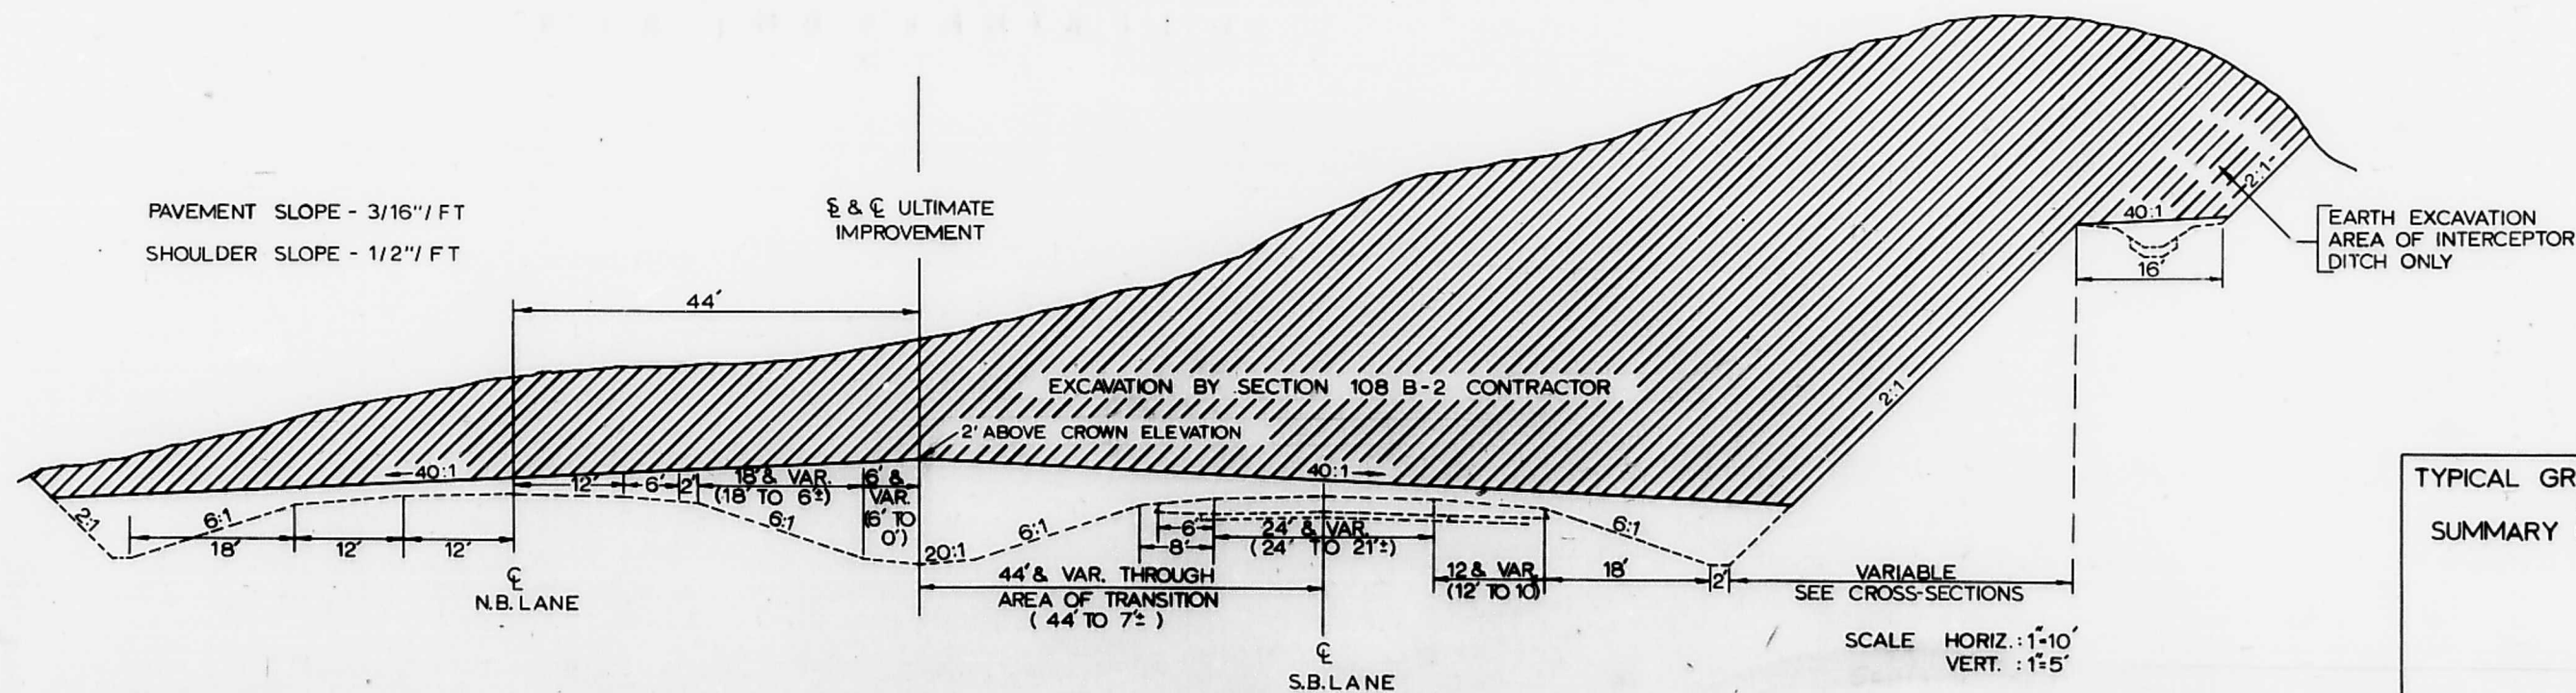 PAVEMENT SLOPE - 3/16"/ FT
SHOULDER SLOPE - 1/2"/ FT
& ℄ ULTIMATE
IMPROVEMENT
44'
EARTH EXCAVATION
AREA OF INTERCEPTOR
DITCH ONLY
2:1
40:1
16'
EXCAVATION BY SECTION 108 B-2 CONTRACTOR
2' ABOVE CROWN ELEVATION
2:1
40:1
40:1
2:1
6:1
18'
12'
12'
12'
6'
2'
18' & VAR.
(18' TO 6'±)
6:1
6' &
VAR.
(6' TO
0')
20:1
6:1
6'
8'
24' & VAR.
(24' TO 21'±)
12 & VAR.
(12' TO 10')
6:1
18'
2'
VARIABLE
SEE CROSS-SECTIONS
44' & VAR. THROUGH
AREA OF TRANSITION
( 44' TO 7'± )
℄
N.B. LANE
℄
S.B. LANE
SCALE HORIZ.: 1"=10'
VERT. : 1"=5'
TYPICAL GR
SUMMARY